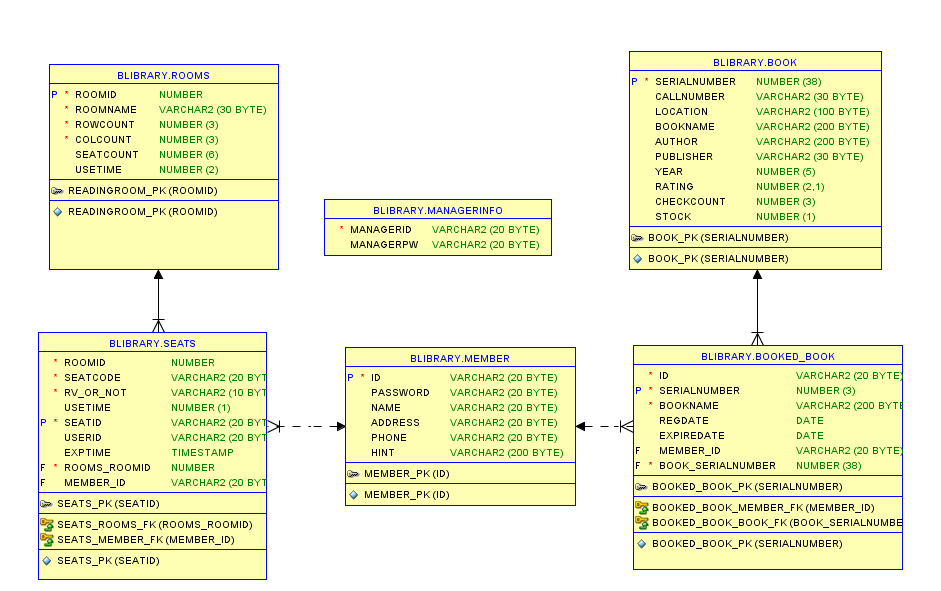 BLIBRARY.ROOMS
P * ROOMID NUMBER
* ROOMNAME VARCHAR2 (30 BYTE)
* ROWCOUNT NUMBER (3)
* COLCOUNT NUMBER (3)
SEATCOUNT NUMBER (6)
USETIME NUMBER (2)
READINGROOM_PK (ROOMID)
READINGROOM_PK (ROOMID)
BLIBRARY.MANAGERINFO
* MANAGERID VARCHAR2 (20 BYTE)
MANAGERPW VARCHAR2 (20 BYTE)
BLIBRARY.BOOK
P * SERIALNUMBER NUMBER (38)
CALLNUMBER VARCHAR2 (30 BYTE)
LOCATION VARCHAR2 (100 BYTE)
BOOKNAME VARCHAR2 (200 BYTE)
AUTHOR VARCHAR2 (200 BYTE)
PUBLISHER VARCHAR2 (30 BYTE)
YEAR NUMBER (5)
RATING NUMBER (2,1)
CHECKCOUNT NUMBER (3)
STOCK NUMBER (1)
BOOK_PK (SERIALNUMBER)
BOOK_PK (SERIALNUMBER)
BLIBRARY.SEATS
* ROOMID NUMBER
* SEATCODE VARCHAR2 (20 BYT
* RV_OR_NOT VARCHAR2 (10 BYT
USETIME NUMBER (1)
P * SEATID VARCHAR2 (20 BYT
USERID VARCHAR2 (20 BYT
EXPTIME TIMESTAMP
F * ROOMS_ROOMID NUMBER
F MEMBER_ID VARCHAR2 (20 BYT
SEATS_PK (SEATID)
SEATS_ROOMS_FK (ROOMS_ROOMID)
SEATS_MEMBER_FK (MEMBER_ID)
SEATS_PK (SEATID)
BLIBRARY.MEMBER
P * ID VARCHAR2 (20 BYTE)
PASSWORD VARCHAR2 (20 BYTE)
NAME VARCHAR2 (20 BYTE)
ADDRESS VARCHAR2 (20 BYTE)
PHONE VARCHAR2 (20 BYTE)
HINT VARCHAR2 (200 BYTE)
MEMBER_PK (ID)
MEMBER_PK (ID)
BLIBRARY.BOOKED_BOOK
* ID VARCHAR2 (20 BYTE)
P * SERIALNUMBER NUMBER (3)
* BOOKNAME VARCHAR2 (200 BYTE
REGDATE DATE
EXPIREDATE DATE
F MEMBER_ID VARCHAR2 (20 BYTE)
F * BOOK_SERIALNUMBER NUMBER (38)
BOOKED_BOOK_PK (SERIALNUMBER)
BOOKED_BOOK_MEMBER_FK (MEMBER_ID)
BOOKED_BOOK_BOOK_FK (BOOK_SERIALNUMBE
BOOKED_BOOK_PK (SERIALNUMBER)